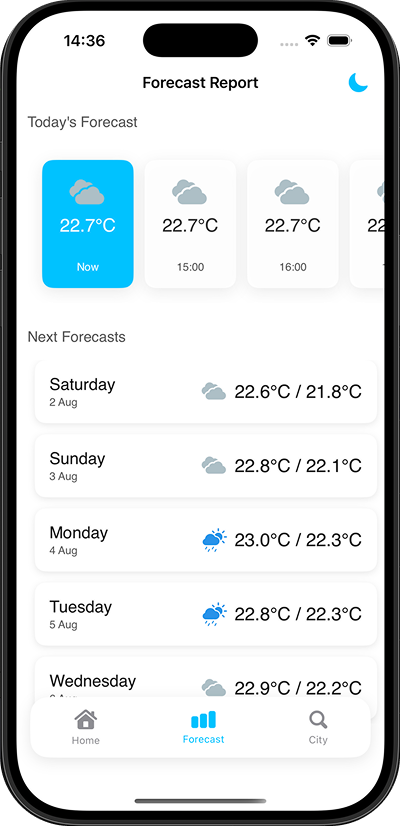 14:36
Forecast Report
Today's Forecast
22.7°C
22.7°C
22.7°C
22
Now
15:00
16:00
Next Forecasts
Saturday
2 Aug
22.6°C / 21.8°C
Sunday
3 Aug
22.8°C / 22.1°C
Monday
4 Aug
23.0°C / 22.3°C
Tuesday
5 Aug
22.8°C / 22.3°C
Wednesday
22.9°C / 22.2°C
Home
Forecast
City